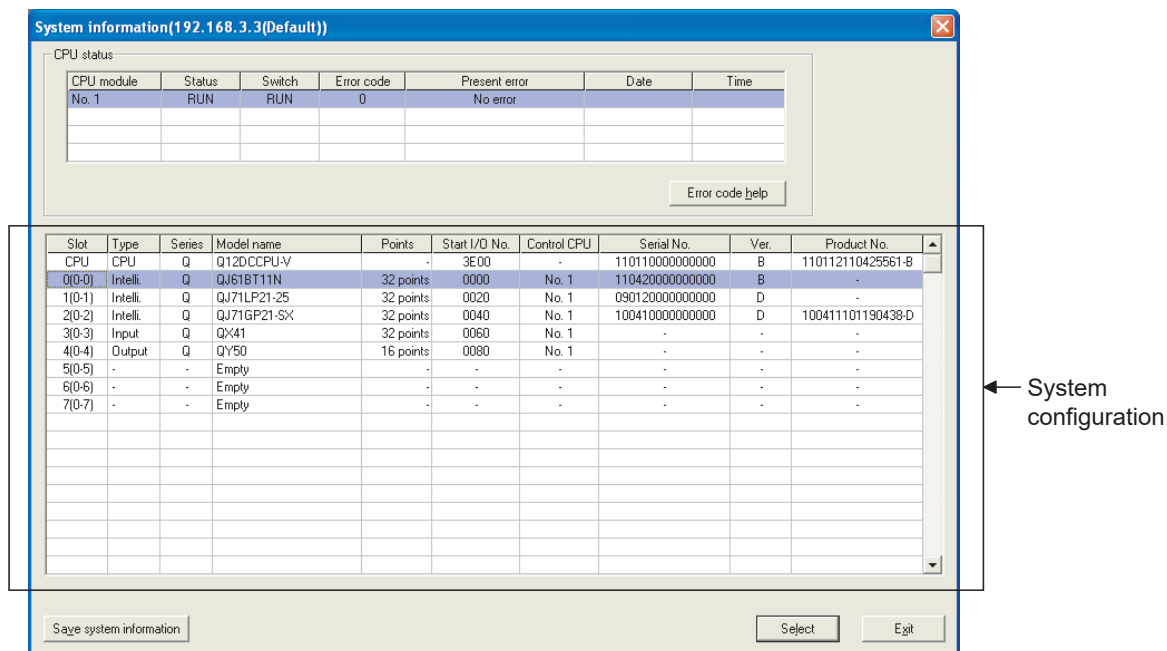 System information(192.168.3.3(Default))
CPU status
CPU module Status Switch Error code Present error Date Time
No. 1 RUN RUN 0 No error
Error code help
Slot Type Series Model name Points Start I/O No. Control CPU Serial No. Ver. Product No.
CPU CPU Q Q12DCCPU-V - 3E00 - 110110000000000 B 110112110425561-B
0(0-0) Intelli. Q QJ61BT11N 32 points 0000 No. 1 110420000000000 B -
1(0-1) Intelli. Q QJ71LP21-25 32 points 0020 No. 1 090120000000000 D -
2(0-2) Intelli. Q QJ71GP21-SX 32 points 0040 No. 1 100410000000000 D 100411101190438-D
3(0-3) Input Q QX41 32 points 0060 No. 1 - - -
4(0-4) Output Q QY50 16 points 0080 No. 1 - - -
5(0-5) - - Empty - - - - - -
6(0-6) - - Empty - - - - - -
7(0-7) - - Empty - - - - - -
System
configuration
Save system information Select Exit